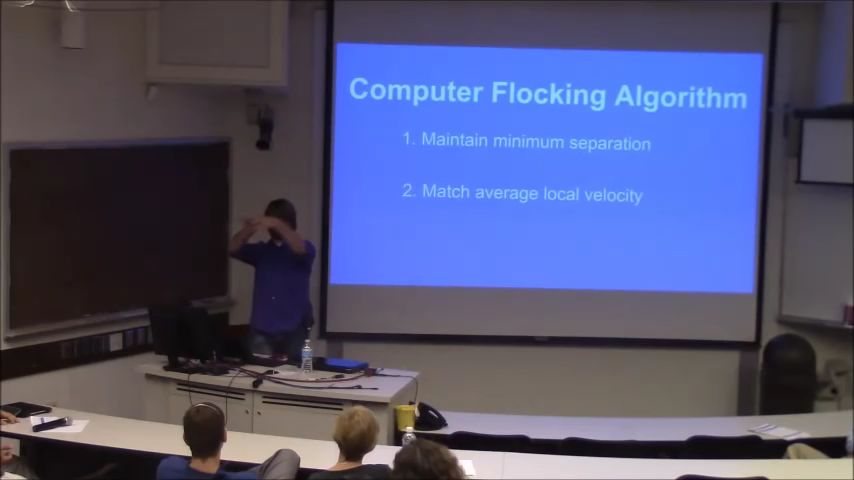 Computer Flocking Algorithm
1. Maintain minimum separation
2. Match average local velocity